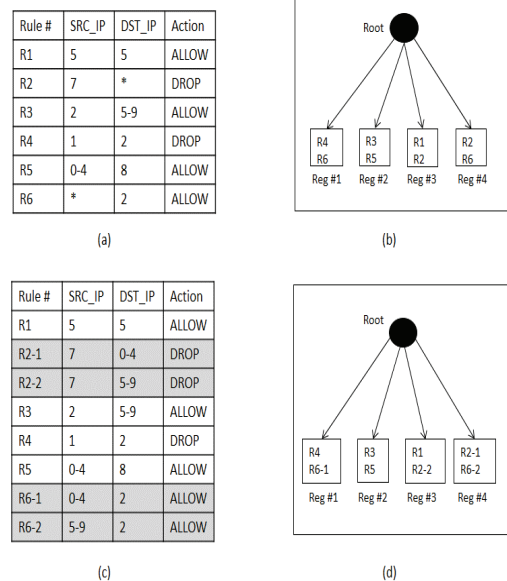 Rule # SRC_IP DST_IP Action
R1 5 5 ALLOW
R2 7 * DROP
R3 2 5-9 ALLOW
R4 1 2 DROP
R5 0-4 8 ALLOW
R6 * 2 ALLOW
(a)
Root
R4 R3 R1 R2
R6 R5 R2 R6
Reg #1 Reg #2 Reg #3 Reg #4
(b)
Rule # SRC_IP DST_IP Action
R1 5 5 ALLOW
R2-1 7 0-4 DROP
R2-2 7 5-9 DROP
R3 2 5-9 ALLOW
R4 1 2 DROP
R5 0-4 8 ALLOW
R6-1 0-4 2 ALLOW
R6-2 5-9 2 ALLOW
(c)
Root
R4 R3 R1 R2-1
R6-1 R5 R2-2 R6-2
Reg #1 Reg #2 Reg #3 Reg #4
(d)